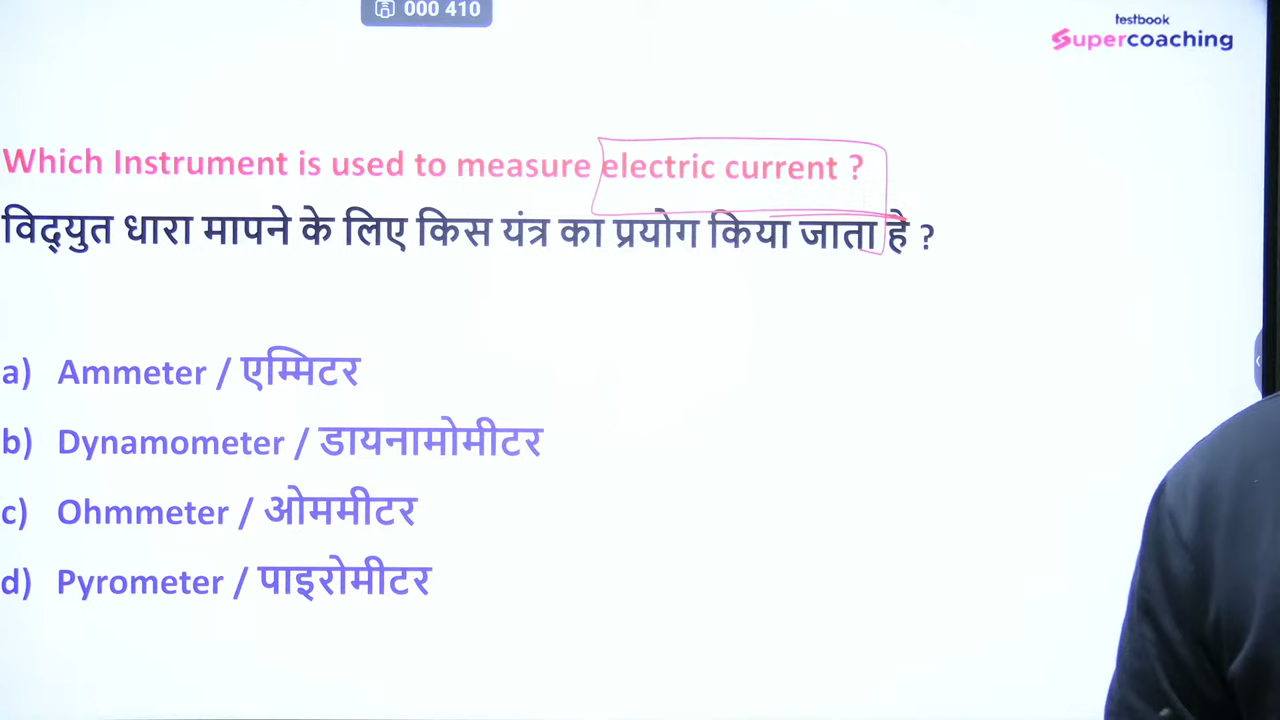 000 410
testbook
Supercoaching
Which Instrument is used to measure electric current ?
विद्युत धारा मापने के लिए किस यंत्र का प्रयोग किया जाता हे ?
a) Ammeter / एम्मिटर
b) Dynamometer / डायनामोमीटर
c) Ohmmeter / ओममीटर
d) Pyrometer / पाइरोमीटर